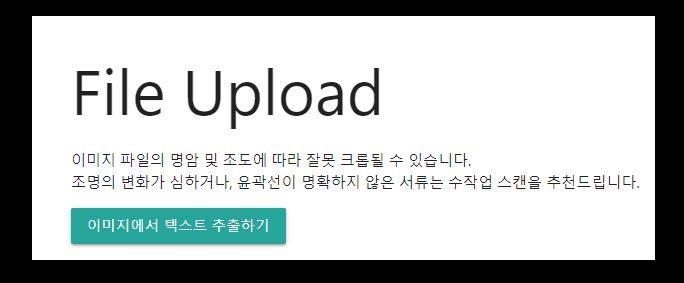 File Upload
이미지 파일의 명암 및 조도에 따라 잘못 크롭될 수 있습니다.
조명의 변화가 심하거나, 윤곽선이 명확하지 않은 서류는 수작업 스캔을 추천드립니다.
이미지에서 텍스트 추출하기